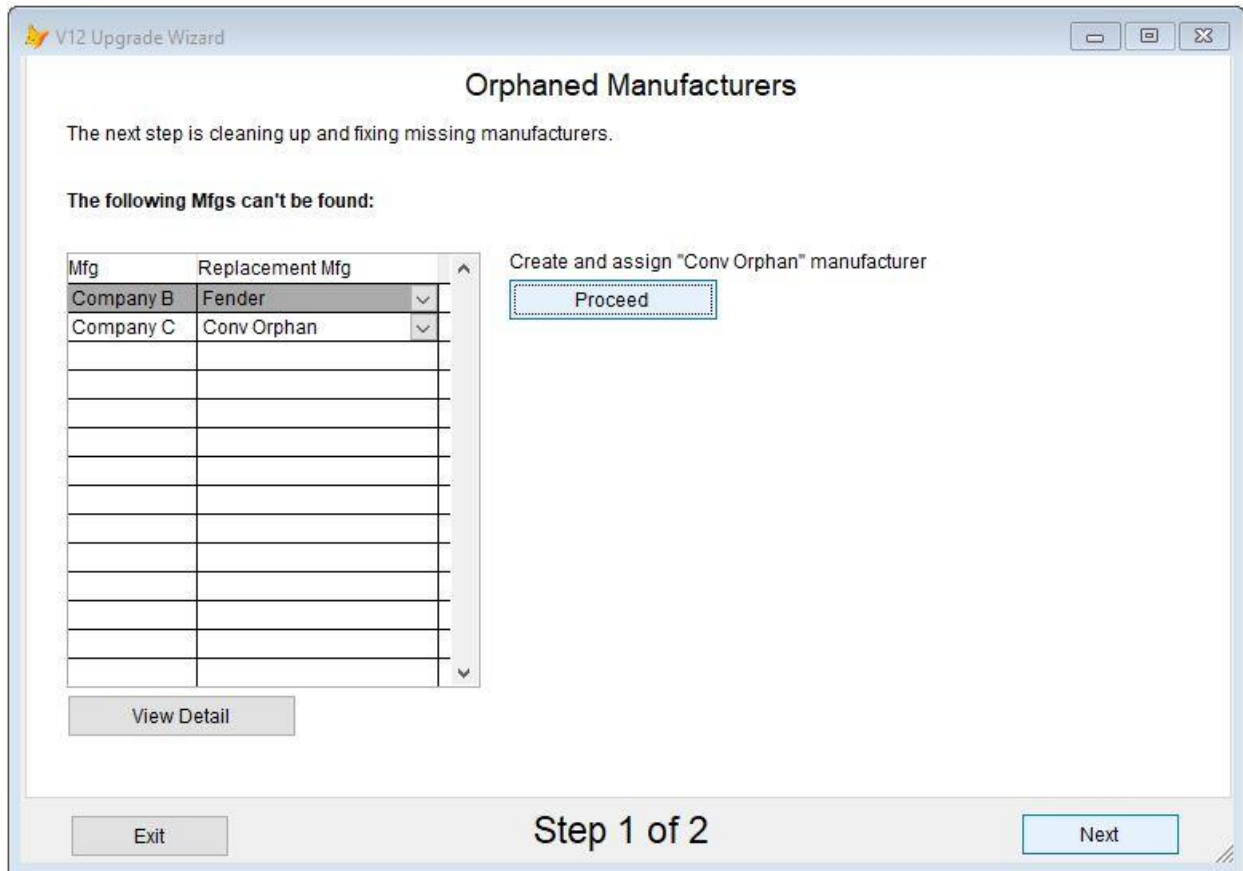 V12 Upgrade Wizard
Orphaned Manufacturers
The next step is cleaning up and fixing missing manufacturers.
The following Mfgs can't be found:
Mfg Replacement Mfg
Company B Fender
Company C Conv Orphan
Create and assign "Conv Orphan" manufacturer
Proceed
View Detail
Exit
Step 1 of 2
Next